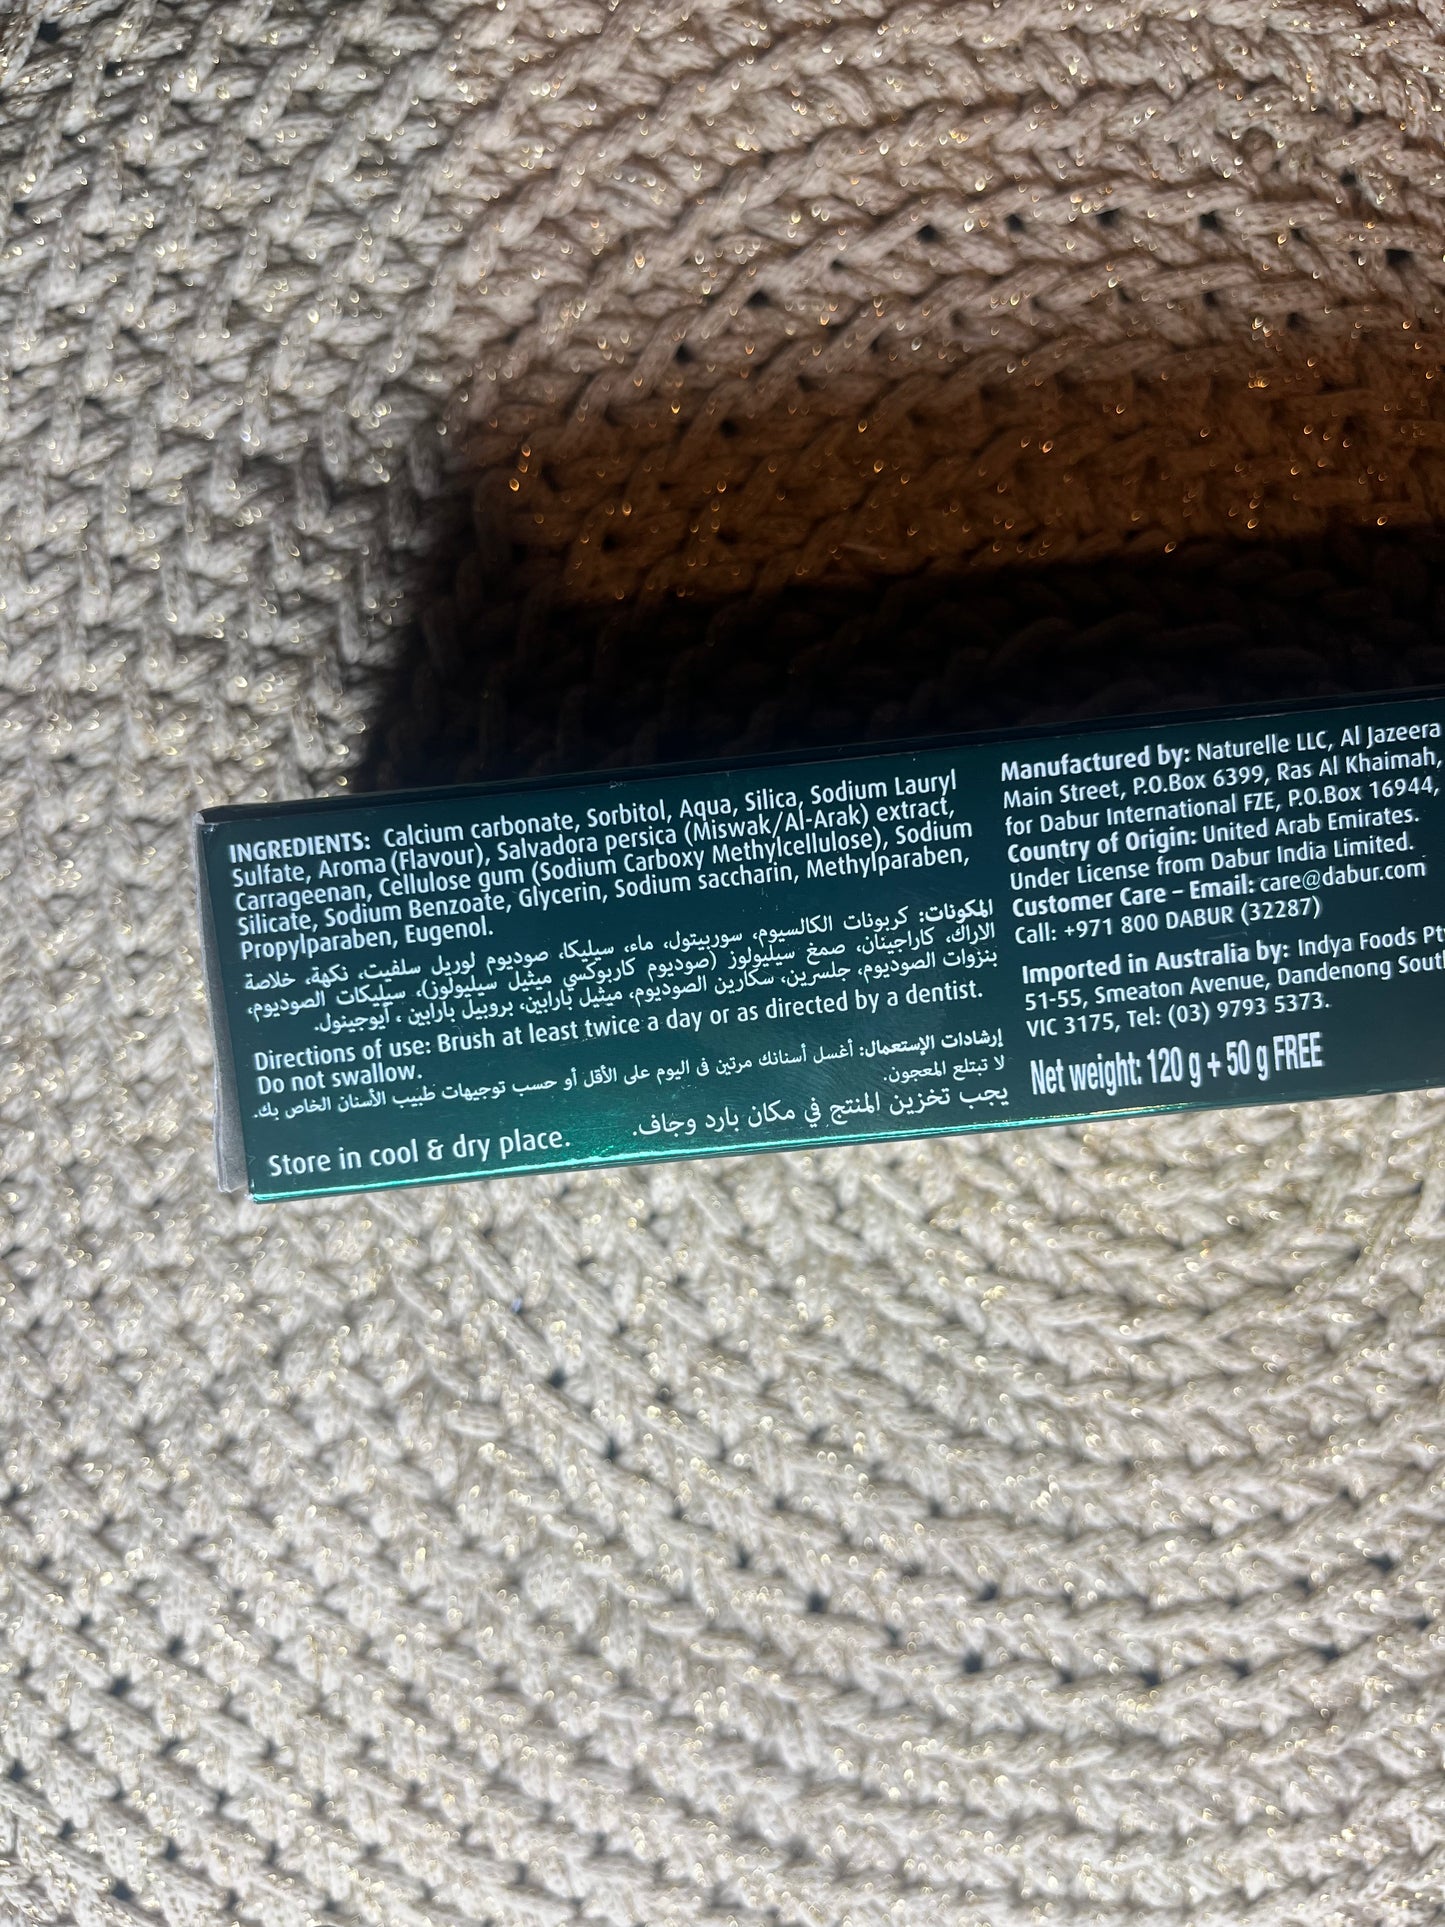 INGREDIENTS: Calcium carbonate, Sorbitol, Aqua, Silica, Sodium Lauryl
Sulfate, Aroma (Flavour), Salvadora persica (Miswak/Al-Arak) extract,
Carrageenan, Cellulose gum (Sodium Carboxy Methylcellulose), Sodium
Silicate, Sodium Benzoate, Glycerin, Sodium saccharin, Methylparaben,
Propylparaben, Eugenol.
المكونات: كربونات الكالسيوم، سوربيتول، ماء، سيليكا، صوديوم لوريل سلفيت، نكهة، خلاصة
الاراك، كاراجينان، صمغ سيليولوز (صوديوم كاربوكسي ميثيل سيليولوز)، سيليكات الصوديوم،
بنزوات الصوديوم، جلسرين، سكارين الصوديوم، ميثيل بارابين، بروبيل بارابين ، أيوجينول.
Directions of use: Brush at least twice a day or as directed by a dentist.
Do not swallow.
إرشادات الإستعمال: أغسل أسنانك مرتين فى اليوم على الأقل أو حسب توجيهات طبيب الأسنان الخاص بك.
لا تبتلع المعجون.
Store in cool & dry place.
يجب تخزين المنتج في مكان بارد وجاف.
Manufactured by: Naturelle LLC, Al Jazeera
Main Street, P.O.Box 6399, Ras Al Khaimah,
for Dabur International FZE, P.O.Box 16944,
Country of Origin: United Arab Emirates.
Under License from Dabur India Limited.
Customer Care – Email: care@dabur.com
Call: +971 800 DABUR (32287)
Imported in Australia by: Indya Foods
51-55, Smeaton Avenue, Dandenong South
VIC 3175, Tel: (03) 9793 5373.
Net weight: 120 g + 50 g FREE